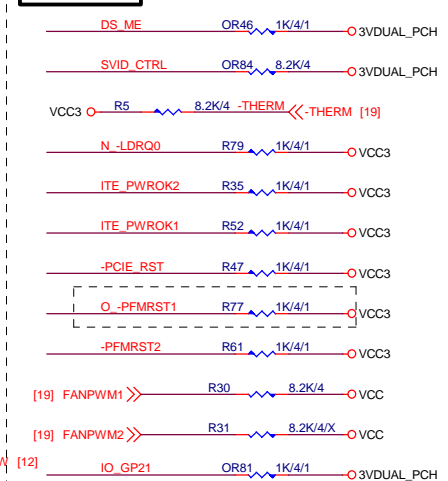 DS_ME OR46 1K/4/1 3VDUAL_PCH
SVID_CTRL OR84 8.2K/4 3VDUAL_PCH
VCC3 R5 8.2K/4 -THERM -THERM [19]
N_-LDRQ0 R79 1K/4/1 VCC3
ITE_PWROK2 R35 1K/4/1 VCC3
ITE_PWROK1 R52 1K/4/1 VCC3
-PCIE_RST R47 1K/4/1 VCC3
O_-PFMRST1 R77 1K/4/1 VCC3
-PFMRST2 R61 1K/4/1 VCC3
[19] FANPWM1 R30 8.2K/4 VCC
[19] FANPWM2 R31 8.2K/4/X VCC
[12]
IO_GP21 OR81 1K/4/1 3VDUAL_PCH